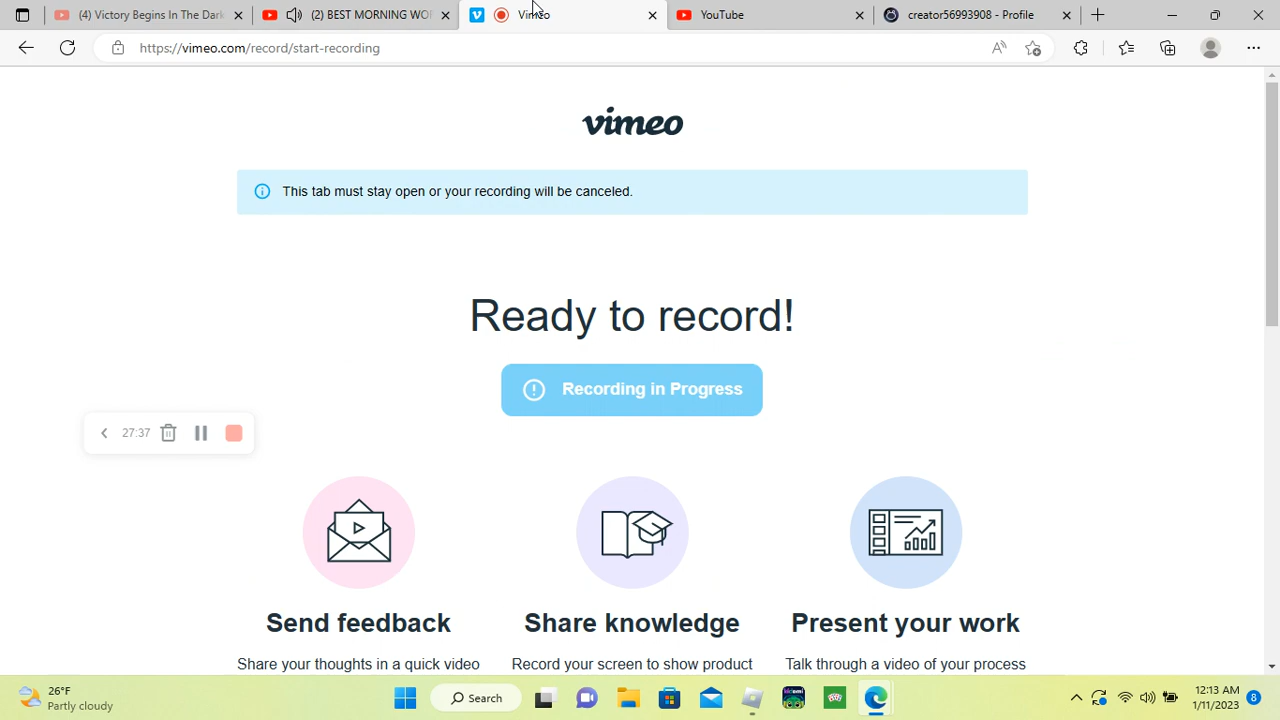 (4) Victory Begins In The Dark
(2) BEST MORNING WOR
Vimeo
YouTube
creator56993908 - Profile
https://vimeo.com/record/start-recording
vimeo
This tab must stay open or your recording will be canceled.
Ready to record!
Recording in Progress
27:37
Send feedback
Share knowledge
Present your work
Share your thoughts in a quick video
Record your screen to show product
Talk through a video of your process
26°F
Partly cloudy
Search
kidomi
12:13 AM
1/11/2023
8